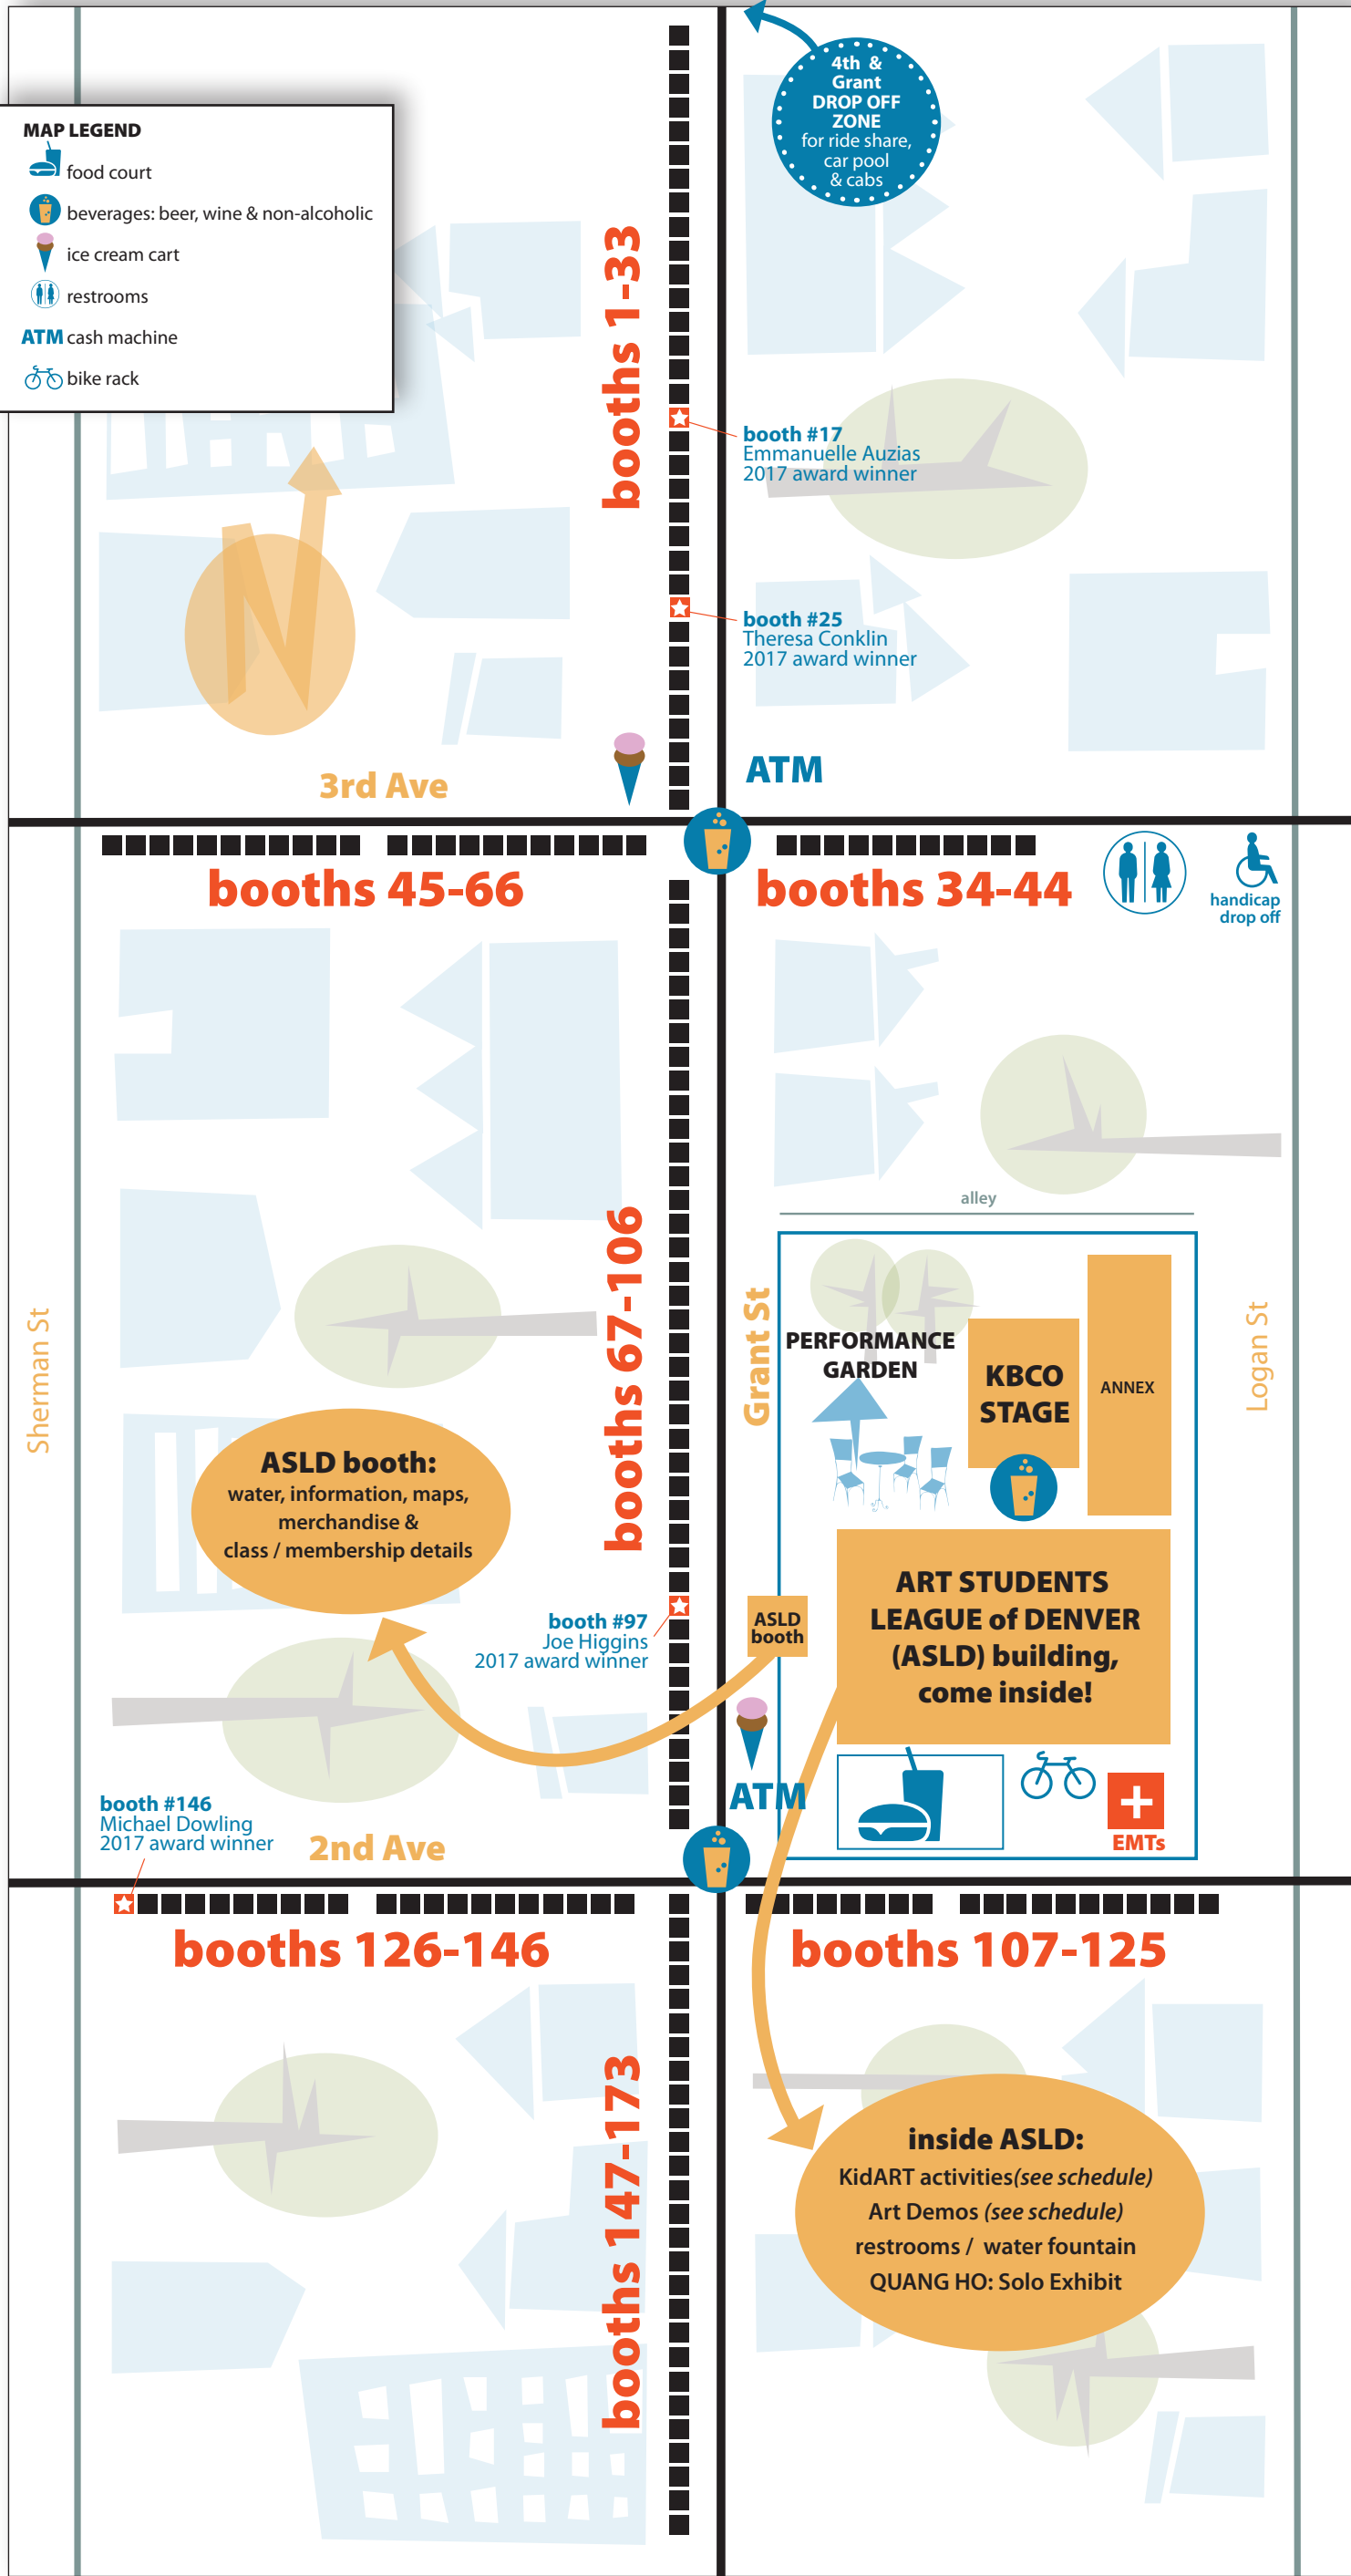 4th &
Grant
DROP OFF
ZONE
for ride share,
car pool
& cabs
MAP LEGEND
food court
beverages: beer, wine & non-alcoholic
ice cream cart
restrooms
ATM cash machine
bike rack
booths 1-33
booth #17
Emmanuelle Auzias
2017 award winner
N
booth #25
Theresa Conklin
2017 award winner
3rd Ave
ATM
booths 45-66
booths 34-44
handicap
drop off
alley
booths 67-106
Sherman St
Grant St
Logan St
PERFORMANCE
GARDEN
KBCO
STAGE
ANNEX
ASLD booth:
water, information, maps,
merchandise &
class / membership details
ART STUDENTS
LEAGUE of DENVER
(ASLD) building,
come inside!
ASLD
booth
booth #97
Joe Higgins
2017 award winner
ATM
booth #146
Michael Dowling
2017 award winner
2nd Ave
EMTs
booths 126-146
booths 107-125
booths 147-173
inside ASLD:
KidART activities(see schedule)
Art Demos (see schedule)
restrooms / water fountain
QUANG HO: Solo Exhibit